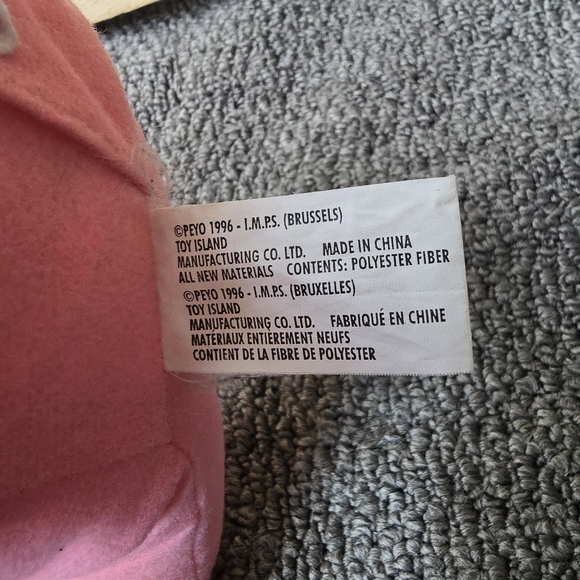 ©PEYO 1996 - I.M.P.S. (BRUSSELS)
TOY ISLAND
MANUFACTURING CO. LTD. MADE IN CHINA
ALL NEW MATERIALS CONTENTS: POLYESTER FIBER
©PEYO 1996 - I.M.P.S. (BRUXELLES)
TOY ISLAND
MANUFACTURING CO. LTD. FABRIQUÉ EN CHINE
MATÉRIAUX ENTIÈREMENT NEUFS
CONTIENT DE LA FIBRE DE POLYESTER